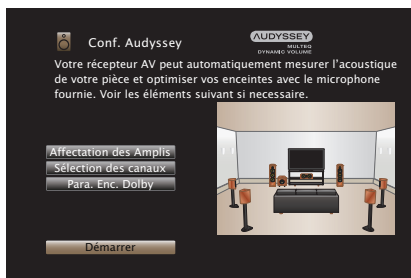 Conf. Audyssey
AUDYSSEY
MULTEQ
DYNAMIC VOLUME
Votre récepteur AV peut automatiquement mesurer l'acoustique
de votre pièce et optimiser vos enceintes avec le microphone
fournie. Voir les éléments suivant si necessaire.
Affectation des Amplis
Sélection des canaux
Para. Enc. Dolby
Démarrer